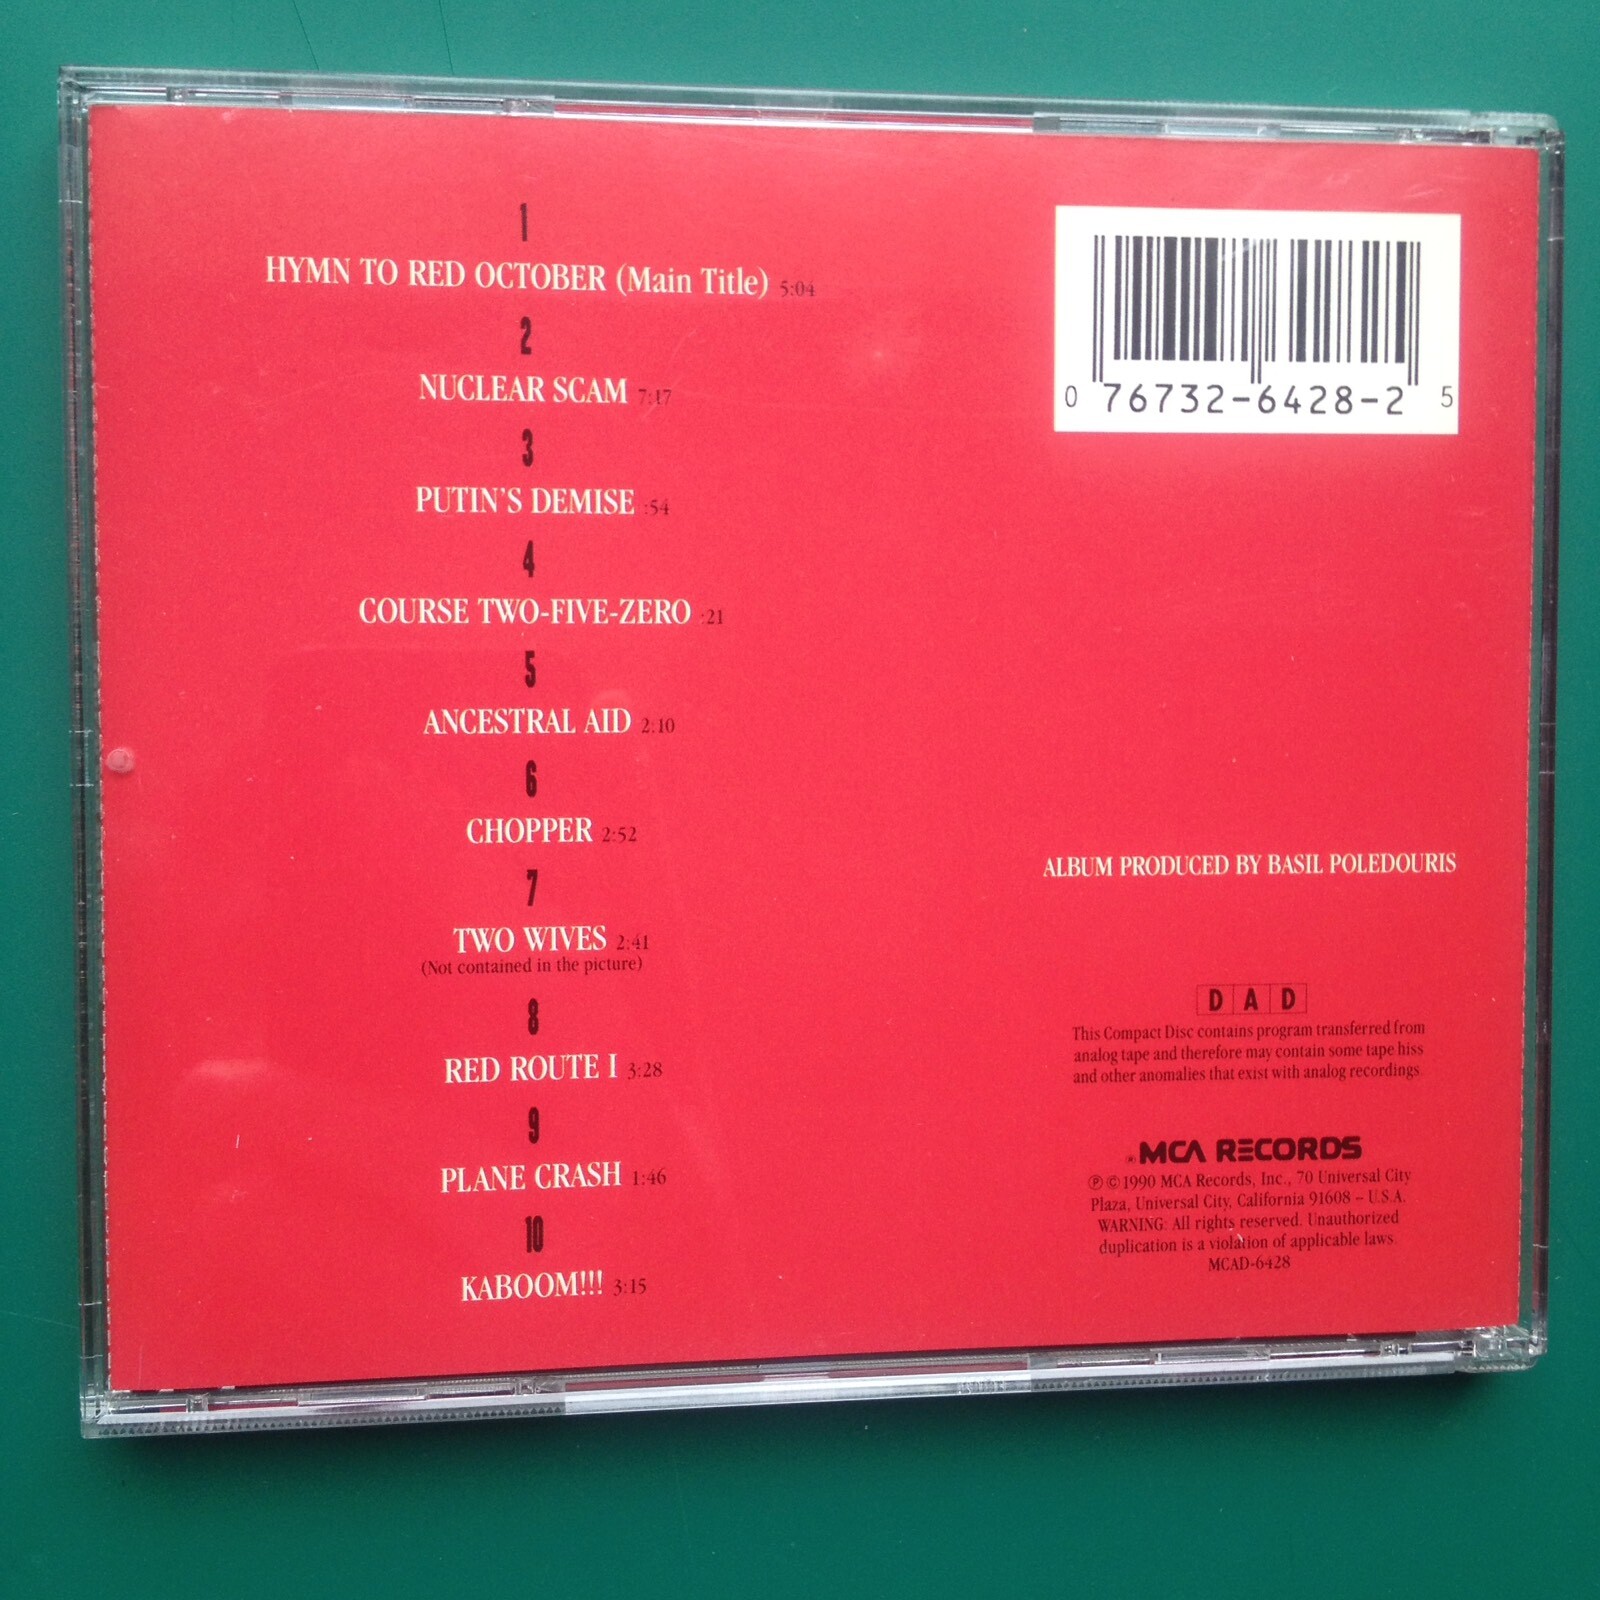 1
HYMN TO RED OCTOBER (Main Title) 5:04
2
NUCLEAR SCAM 7:17
3
PUTIN'S DEMISE :54
4
COURSE TWO-FIVE-ZERO :21
5
ANCESTRAL AID 2:10
6
CHOPPER 2:52
7
TWO WIVES 2:41
(Not contained in the picture)
8
RED ROUTE I 3:28
9
PLANE CRASH 1:46
10
KABOOM!!! 3:15
0 76732-6428-2 5
ALBUM PRODUCED BY BASIL POLEDOURIS
D A D
This Compact Disc contains program transferred from
analog tape and therefore may contain some tape hiss
and other anomalies that exist with analog recordings.
MCA RECORDS
℗ © 1990 MCA Records, Inc., 70 Universal City
Plaza, Universal City, California 91608 – U.S.A.
WARNING: All rights reserved. Unauthorized
duplication is a violation of applicable laws.
MCAD-6428